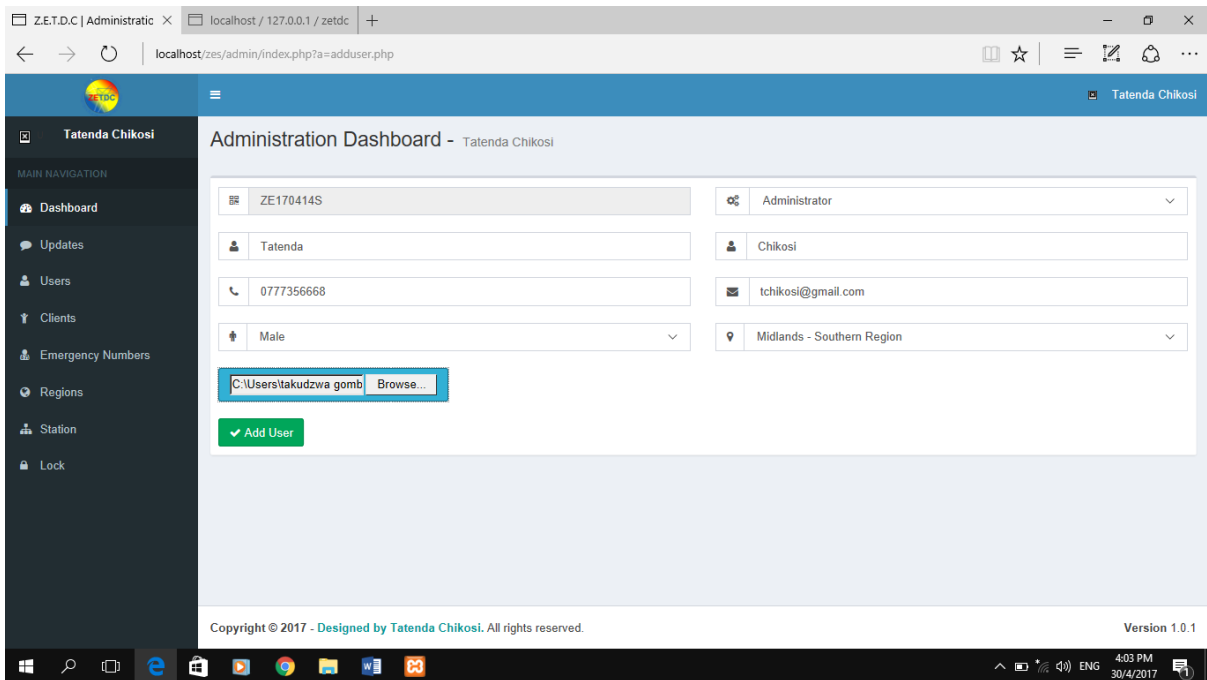 Z.E.T.D.C | Administratic
localhost / 127.0.0.1 / zetdc
localhost/zes/admin/index.php?a=adduser.php
ZETDC
Tatenda Chikosi
Tatenda Chikosi
Administration Dashboard - Tatenda Chikosi
MAIN NAVIGATION
Dashboard
Updates
Users
Clients
Emergency Numbers
Regions
Station
Lock
ZE170414S
Administrator
Tatenda
Chikosi
0777356668
tchikosi@gmail.com
Male
Midlands - Southern Region
C:\Users\takudzwa gomb Browse...
Add User
Copyright © 2017 - Designed by Tatenda Chikosi. All rights reserved.
Version 1.0.1
ENG
4:03 PM
30/4/2017